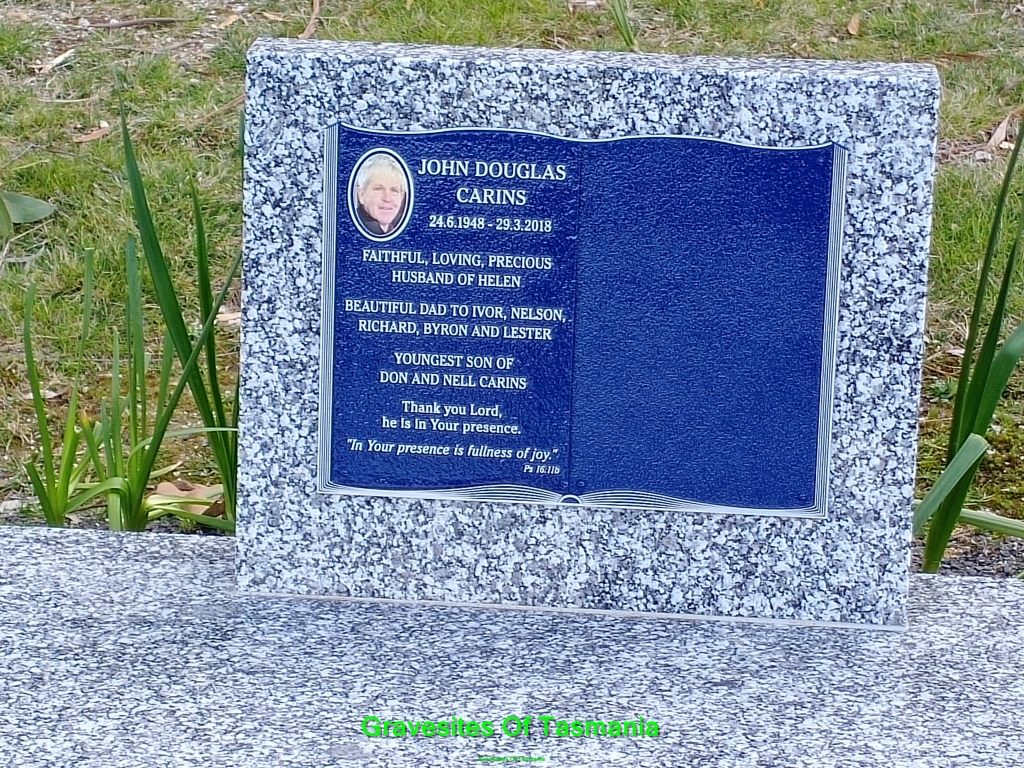 JOHN DOUGLAS
CARINS
24.6.1948 - 29.3.2018
FAITHFUL, LOVING, PRECIOUS
HUSBAND OF HELEN
BEAUTIFUL DAD TO IVOR, NELSON,
RICHARD, BYRON AND LESTER
YOUNGEST SON OF
DON AND NELL CARINS
Thank you Lord,
he is in Your presence.
"In Your presence is fullness of joy."
Ps 16:11b
Gravesites Of Tasmania